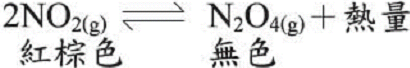 2NO₂(g) ⇌ N₂O₄(g) + 熱量
紅棕色 無色